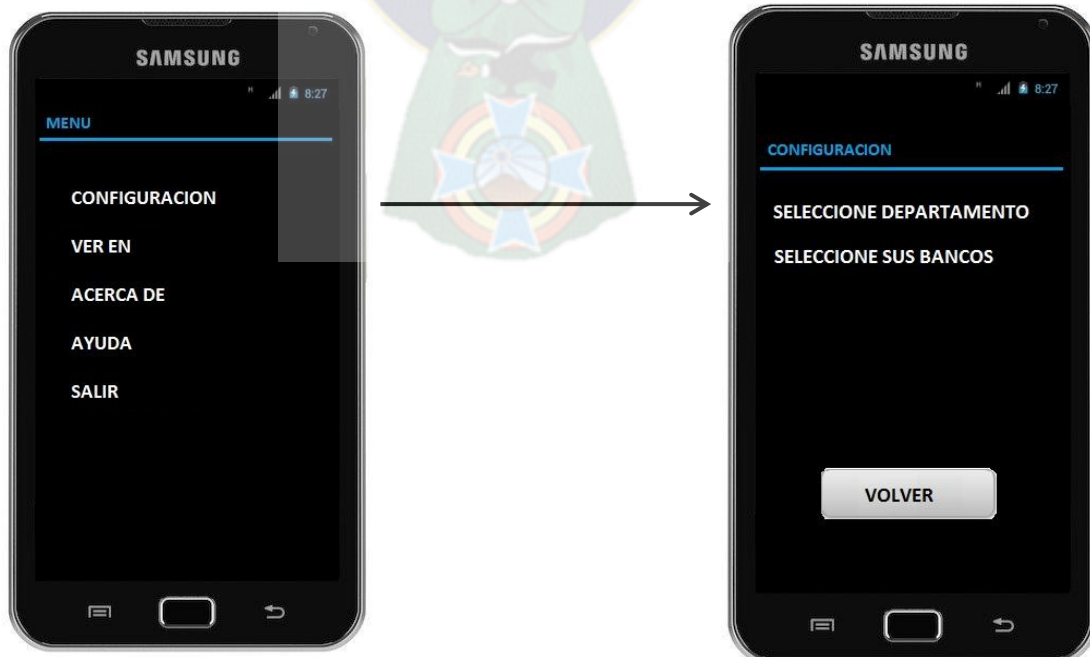 SAMSUNG
8:27
MENU
CONFIGURACION
VER EN
ACERCA DE
AYUDA
SALIR
SAMSUNG
8:27
CONFIGURACION
SELECCIONE DEPARTAMENTO
SELECCIONE SUS BANCOS
VOLVER